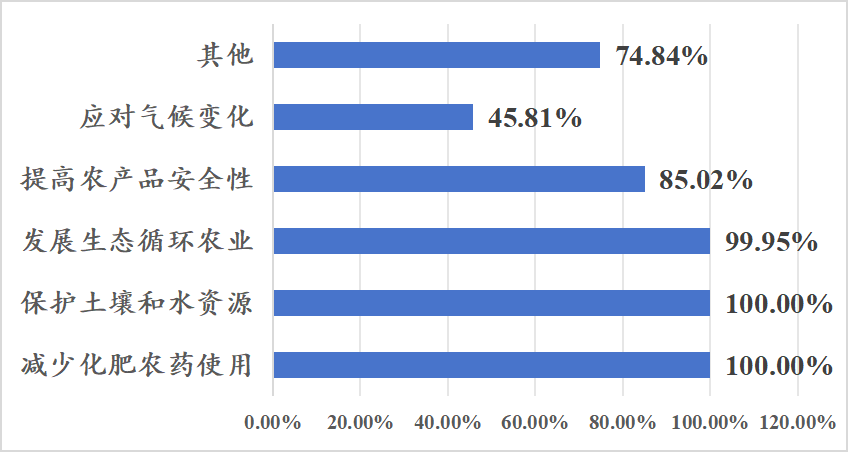 其他 74.84%
应对气候变化 45.81%
提高农产品安全性 85.02%
发展生态循环农业 99.95%
保护土壤和水资源 100.00%
减少化肥农药使用 100.00%
0.00% 20.00% 40.00% 60.00% 80.00% 100.00% 120.00%